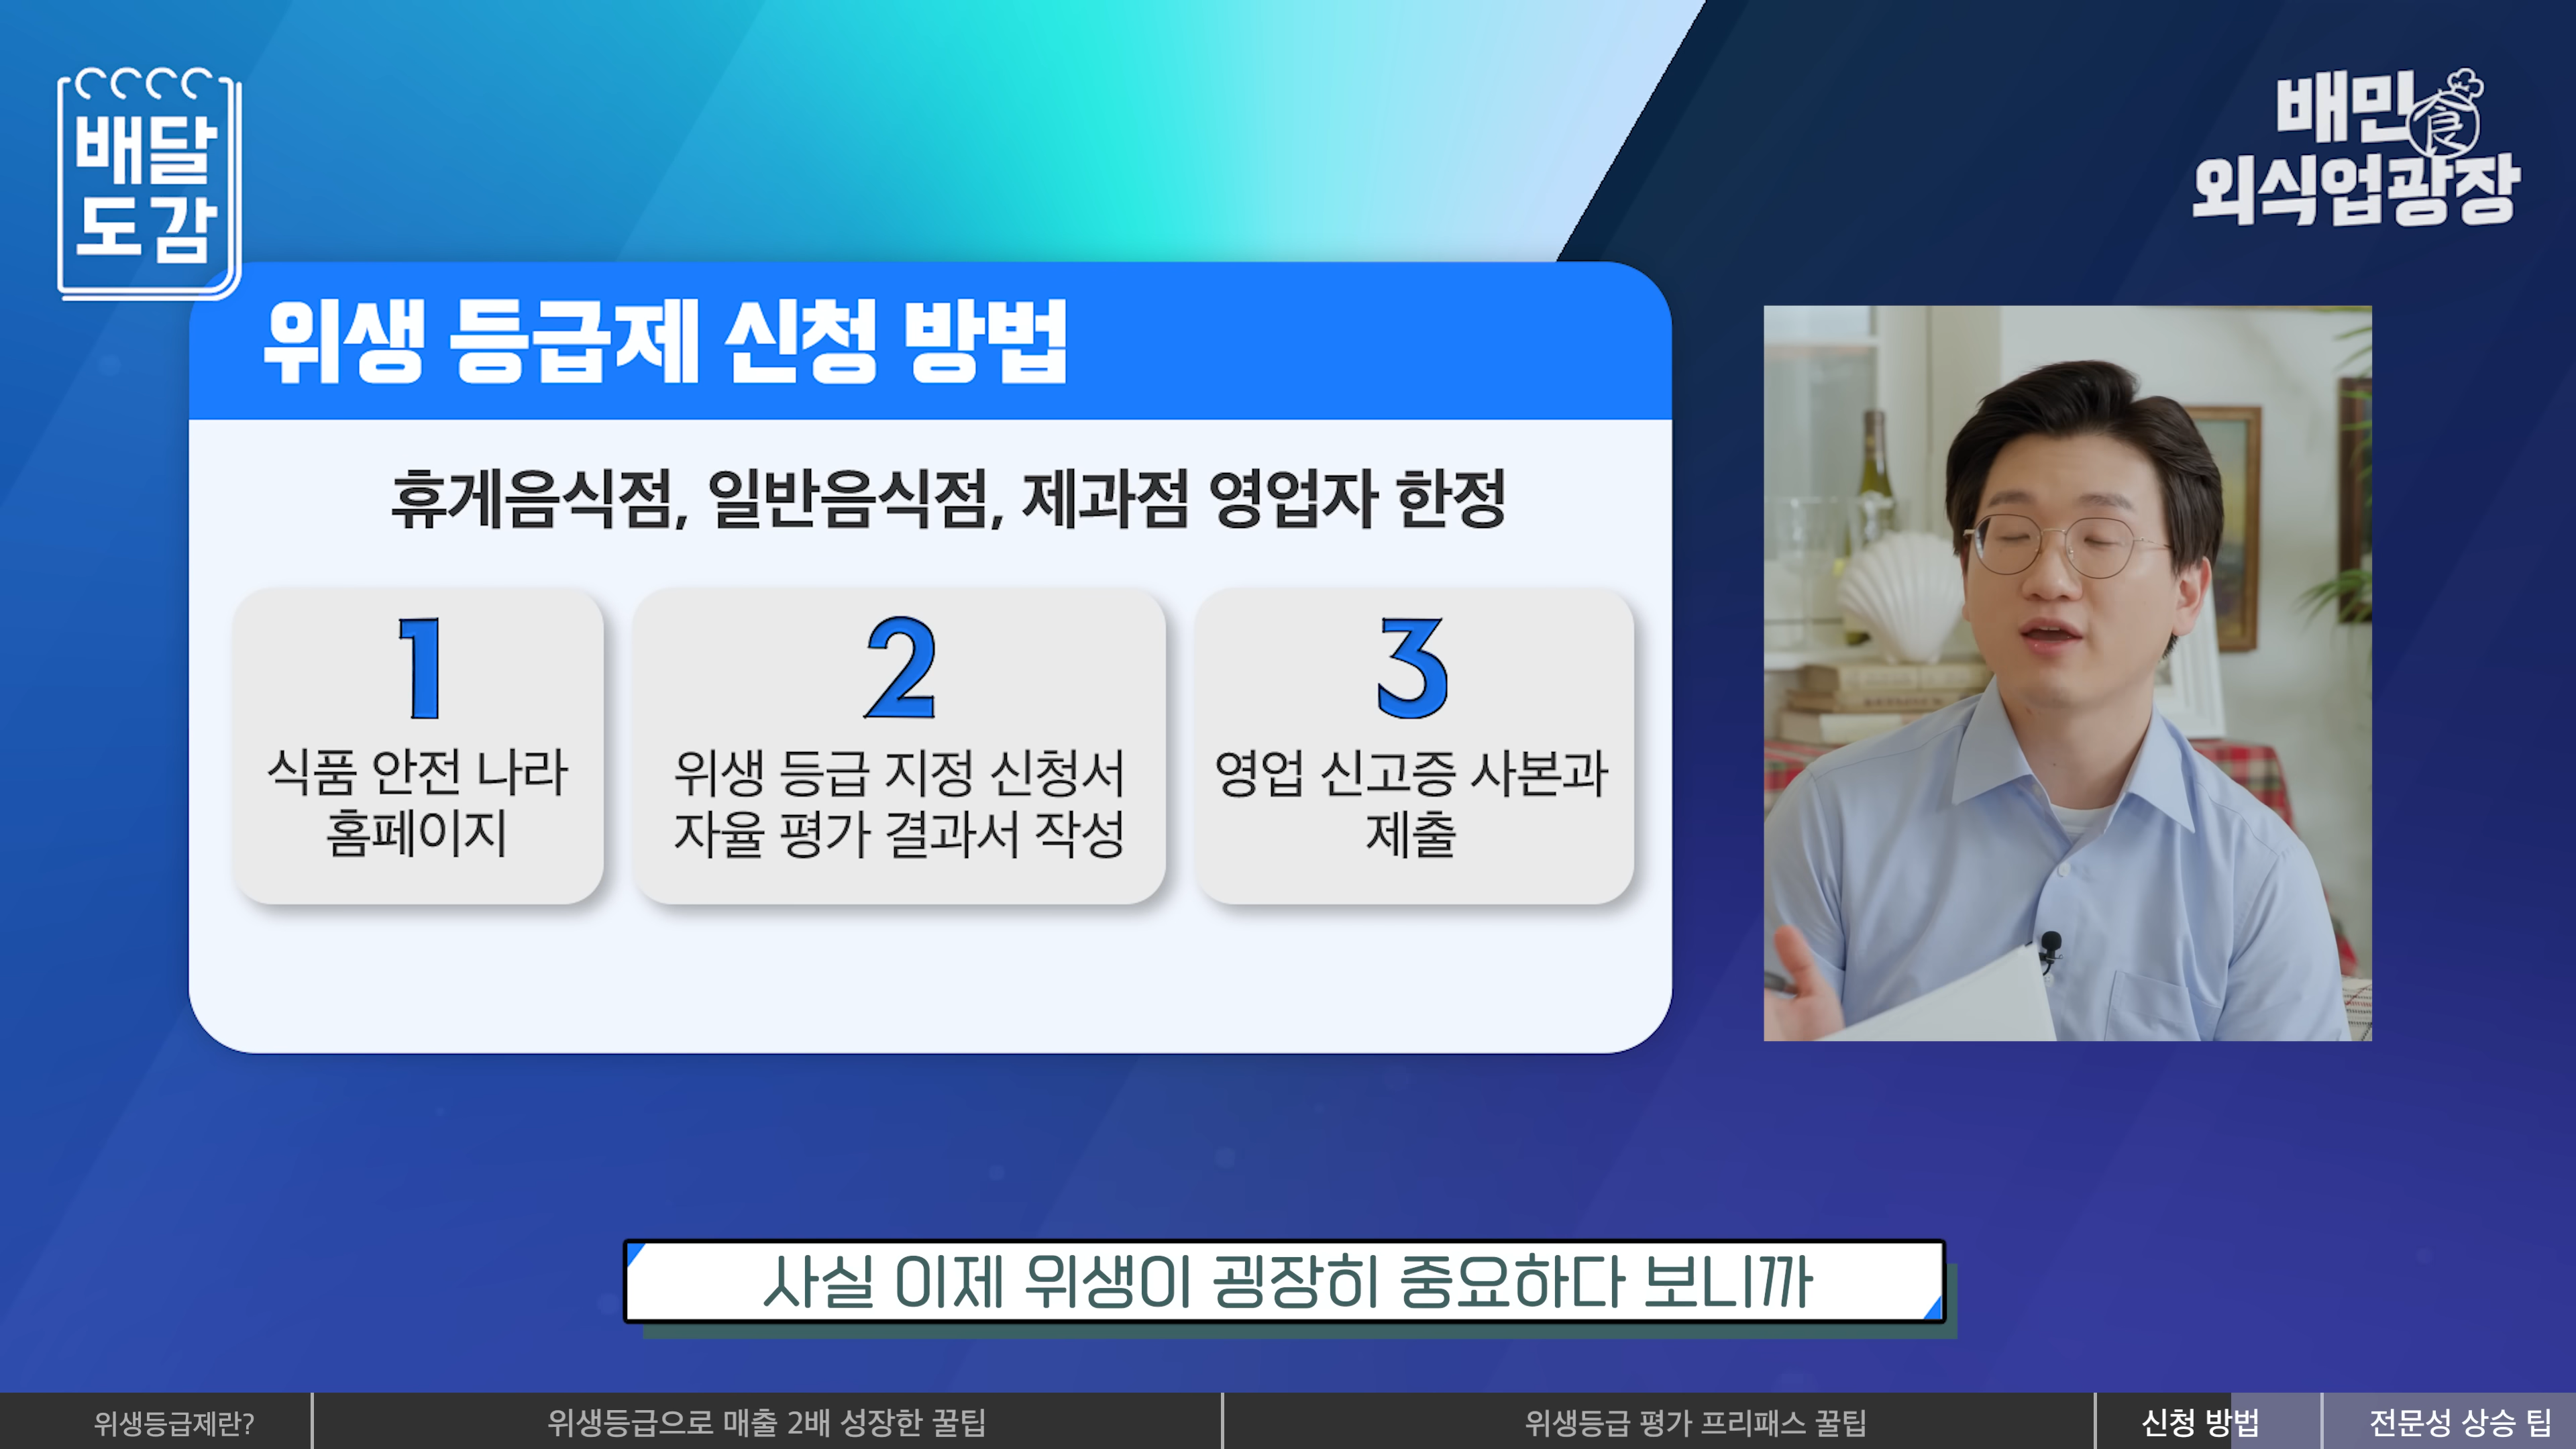 배달
도감
배민食
외식업광장
위생 등급제 신청 방법
휴게음식점, 일반음식점, 제과점 영업자 한정
1
식품 안전 나라
홈페이지
2
위생 등급 지정 신청서
자율 평가 결과서 작성
3
영업 신고증 사본과
제출
사실 이제 위생이 굉장히 중요하다 보니까
위생등급제란?
위생등급으로 매출 2배 성장한 꿀팁
위생등급 평가 프리패스 꿀팁
신청 방법
전문성 상승 팁